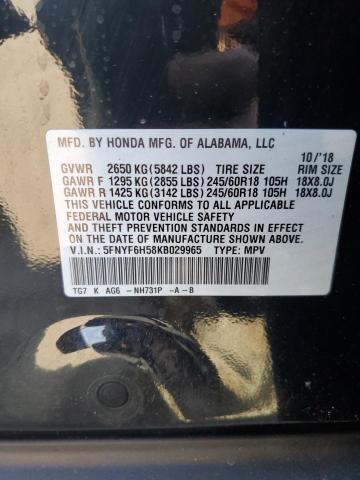 MFD. BY HONDA MFG. OF ALABAMA, LLC
10/'18
GVWR 2650 KG (5842 LBS) TIRE SIZE RIM SIZE
GAWR F 1295 KG (2855 LBS) 245/60R18 105H 18X8.0J
GAWR R 1425 KG (3142 LBS) 245/60R18 105H 18X8.0J
THIS VEHICLE CONFORMS TO ALL APPLICABLE
FEDERAL MOTOR VEHICLE SAFETY
AND THEFT PREVENTION STANDARDS IN EFFECT
ON THE DATE OF MANUFACTURE SHOWN ABOVE.
V.I.N.: 5FNYF6H58KB029965 TYPE: MPV
TG7 K AG6 -NH731P -A-B